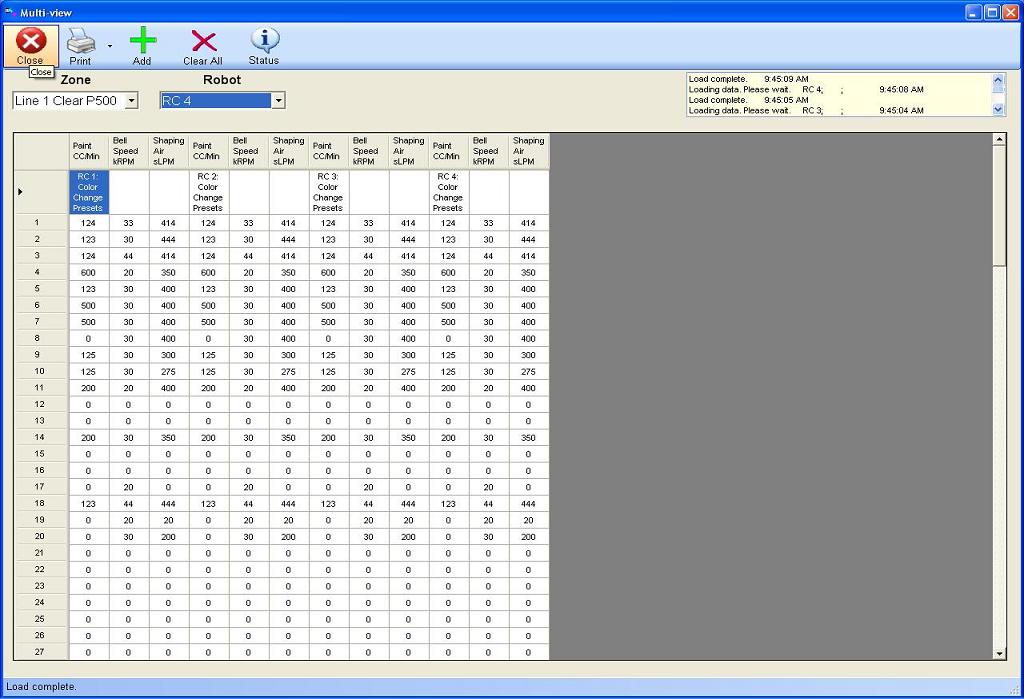 Multi-view
Close Print Add Clear All Status
Close
Zone Robot
Line 1 Clear P500 RC 4
Load complete. 9:45:09 AM
Loading data. Please wait. RC 4; ; 9:45:08 AM
Load complete. 9:45:05 AM
Loading data. Please wait. RC 3; ; 9:45:04 AM
Paint CC/Min Bell Speed kRPM Shaping Air sLPM Paint CC/Min Bell Speed kRPM Shaping Air sLPM Paint CC/Min Bell Speed kRPM Shaping Air sLPM Paint CC/Min Bell Speed kRPM Shaping Air sLPM
RC 1: Color Change Presets RC 2: Color Change Presets RC 3: Color Change Presets RC 4: Color Change Presets
1 124 33 414 124 33 414 124 33 414 124 33 414
2 123 30 444 123 30 444 123 30 444 123 30 444
3 124 44 414 124 44 414 124 44 414 124 44 414
4 600 20 350 600 20 350 600 20 350 600 20 350
5 123 30 400 123 30 400 123 30 400 123 30 400
6 500 30 400 500 30 400 500 30 400 500 30 400
7 500 30 400 500 30 400 500 30 400 500 30 400
8 0 30 400 0 30 400 0 30 400 0 30 400
9 125 30 300 125 30 300 125 30 300 125 30 300
10 125 30 275 125 30 275 125 30 275 125 30 275
11 200 20 400 200 20 400 200 20 400 200 20 400
12 0 0 0 0 0 0 0 0 0 0 0 0
13 0 0 0 0 0 0 0 0 0 0 0 0
14 200 30 350 200 30 350 200 30 350 200 30 350
15 0 0 0 0 0 0 0 0 0 0 0 0
16 0 0 0 0 0 0 0 0 0 0 0 0
17 0 20 0 0 20 0 0 20 0 0 20 0
18 123 44 444 123 44 444 123 44 444 123 44 444
19 0 20 20 0 20 20 0 20 20 0 20 20
20 0 30 200 0 30 200 0 30 200 0 30 200
21 0 0 0 0 0 0 0 0 0 0 0 0
22 0 0 0 0 0 0 0 0 0 0 0 0
23 0 0 0 0 0 0 0 0 0 0 0 0
24 0 0 0 0 0 0 0 0 0 0 0 0
25 0 0 0 0 0 0 0 0 0 0 0 0
26 0 0 0 0 0 0 0 0 0 0 0 0
27 0 0 0 0 0 0 0 0 0 0 0 0
Load complete.